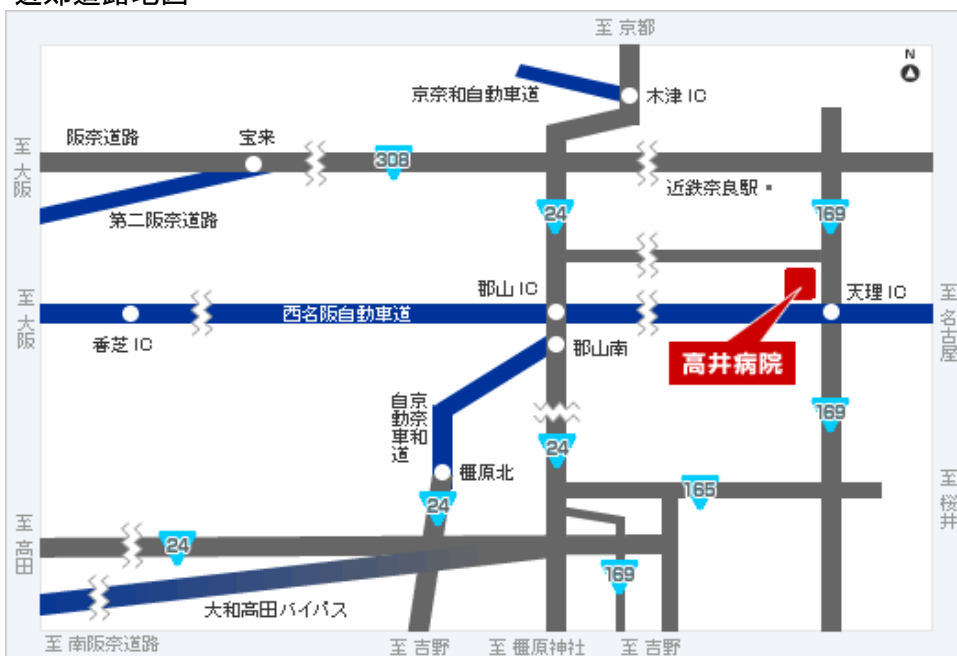 至 京都
N
京奈和自動車道
木津 IC
至大阪
阪奈道路
宝来
308
近鉄奈良駅
第二阪奈道路
24
169
至大阪
郡山 IC
天理 IC
至名古屋
西名阪自動車道
香芝 IC
郡山南
高井病院
京奈和自動車道
169
24
橿原北
165
至桜井
24
至高田
24
169
大和高田バイパス
至 南阪奈道路
至 吉野
至 橿原神社
至 吉野